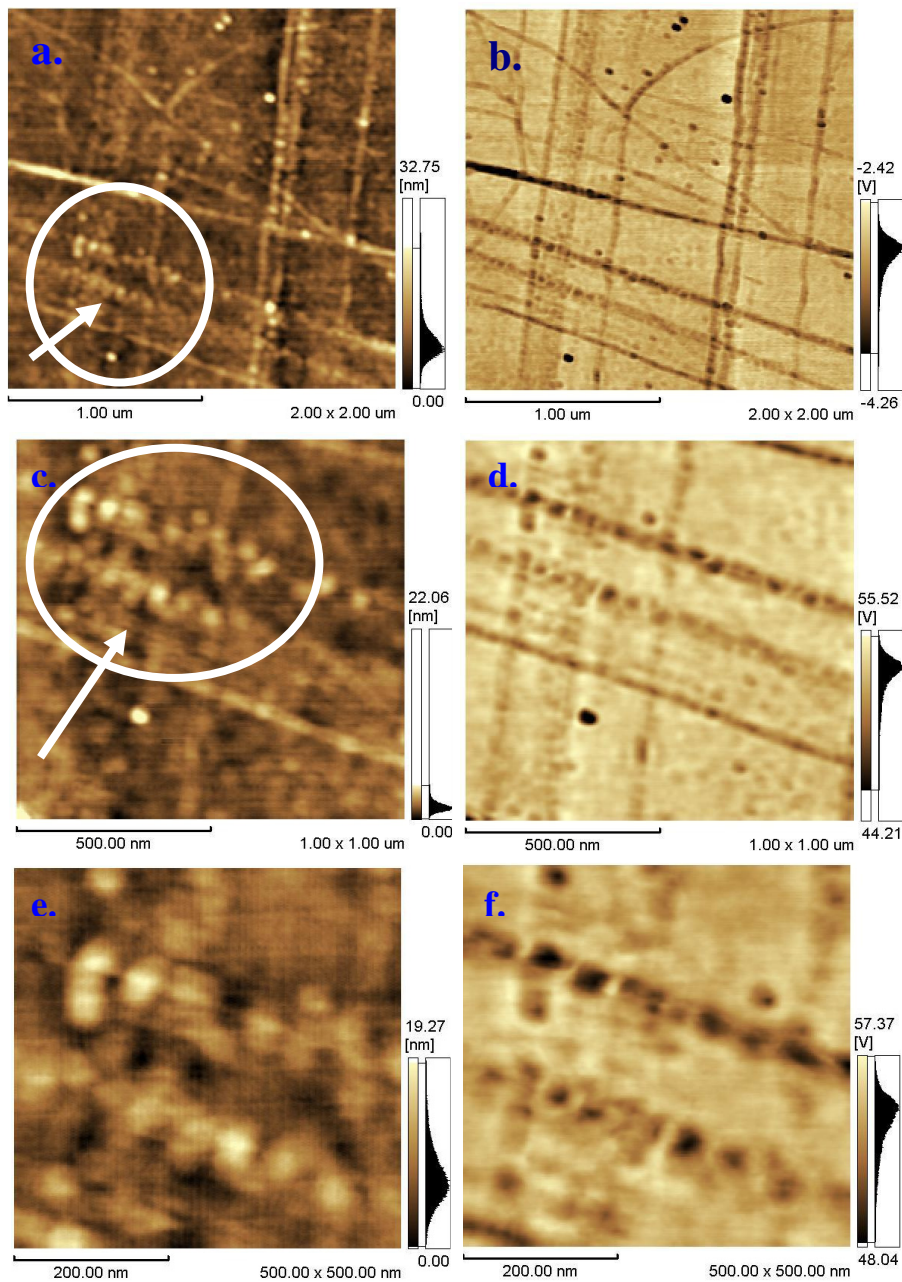 a.
32.75
[nm]
0.00
1.00 um 2.00 x 2.00 um
b.
-2.42
[V]
-4.26
1.00 um 2.00 x 2.00 um
c.
22.06
[nm]
0.00
500.00 nm 1.00 x 1.00 um
d.
55.52
[V]
44.21
500.00 nm 1.00 x 1.00 um
e.
19.27
[nm]
0.00
200.00 nm 500.00 x 500.00 nm
f.
57.37
[V]
48.04
200.00 nm 500.00 x 500.00 nm